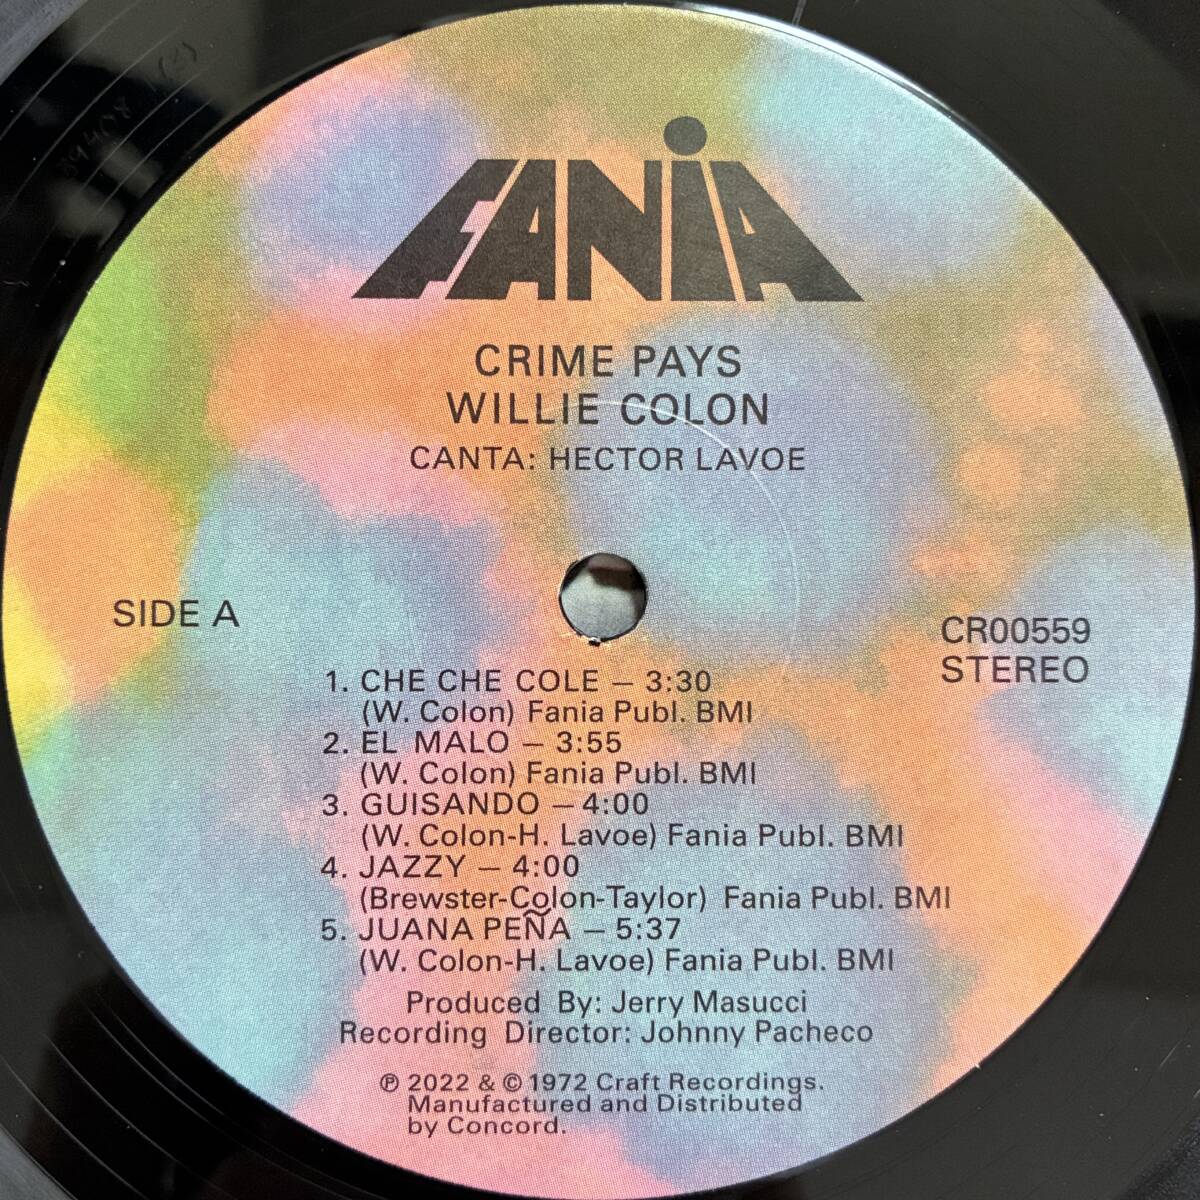 FANIA
CRIME PAYS
WILLIE COLON
CANTA: HECTOR LAVOE
SIDE A
CR00559
STEREO
1. CHE CHE COLE – 3:30
(W. Colon) Fania Publ. BMI
2. EL MALO – 3:55
(W. Colon) Fania Publ. BMI
3. GUISANDO – 4:00
(W. Colon-H. Lavoe) Fania Publ. BMI
4. JAZZY – 4:00
(Brewster-Colon-Taylor) Fania Publ. BMI
5. JUANA PEÑA – 5:37
(W. Colon-H. Lavoe) Fania Publ. BMI
Produced By: Jerry Masucci
Recording Director: Johnny Pacheco
℗ 2022 & © 1972 Craft Recordings.
Manufactured and Distributed
by Concord.